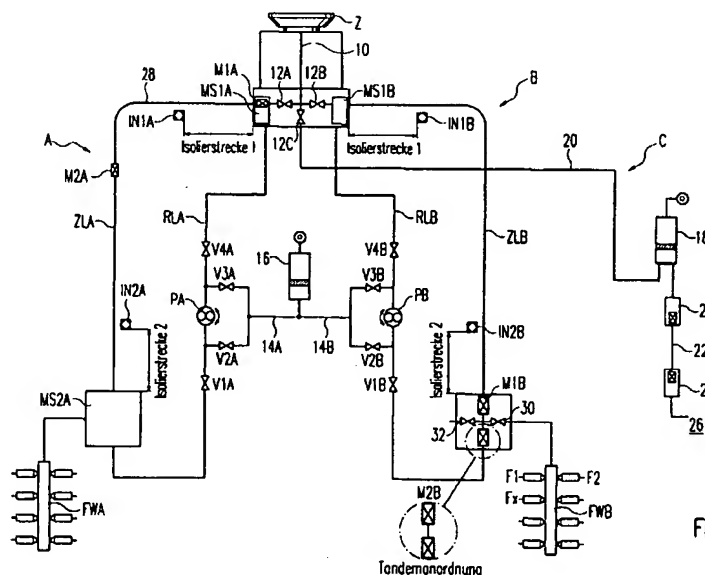 Z
10
M1A
12A
12B
MS1A
MS1B
28
B
IN1A
IN1B
12C
Isolierstrecke 1
Isolierstrecke 1
A
C
M2A
20
RLA
RLB
ZLA
ZLB
18
V4A
V4B
16
V3A
V3B
PA
PB
IN2A
IN2B
14A
14B
22
V2A
V2B
Isolierstrecke 2
Isolierstrecke 2
V1A
V1B
M1B
MS2A
30
32
26
F1
F2
M2B
Fx
FWA
FWB
Tandemanordnung